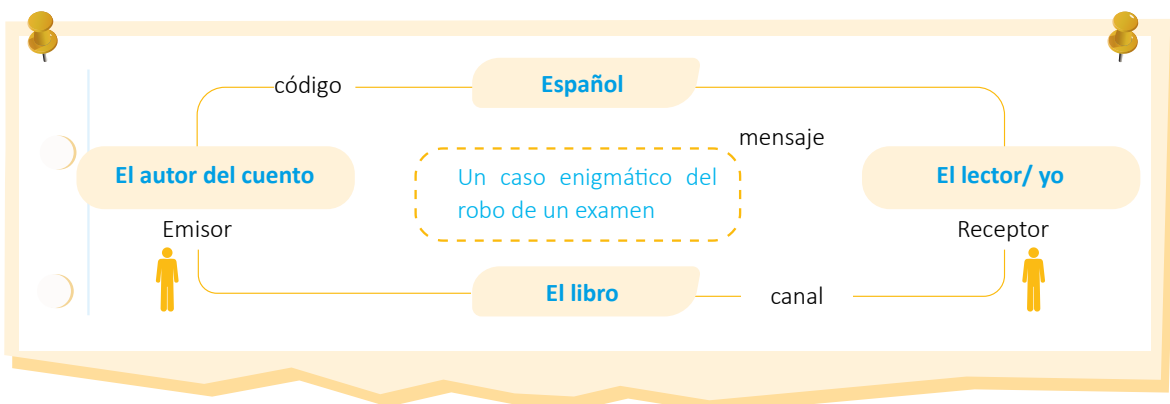 código
Español
mensaje
El autor del cuento
Un caso enigmático del
robo de un examen
El lector/ yo
Emisor
Receptor
El libro
canal